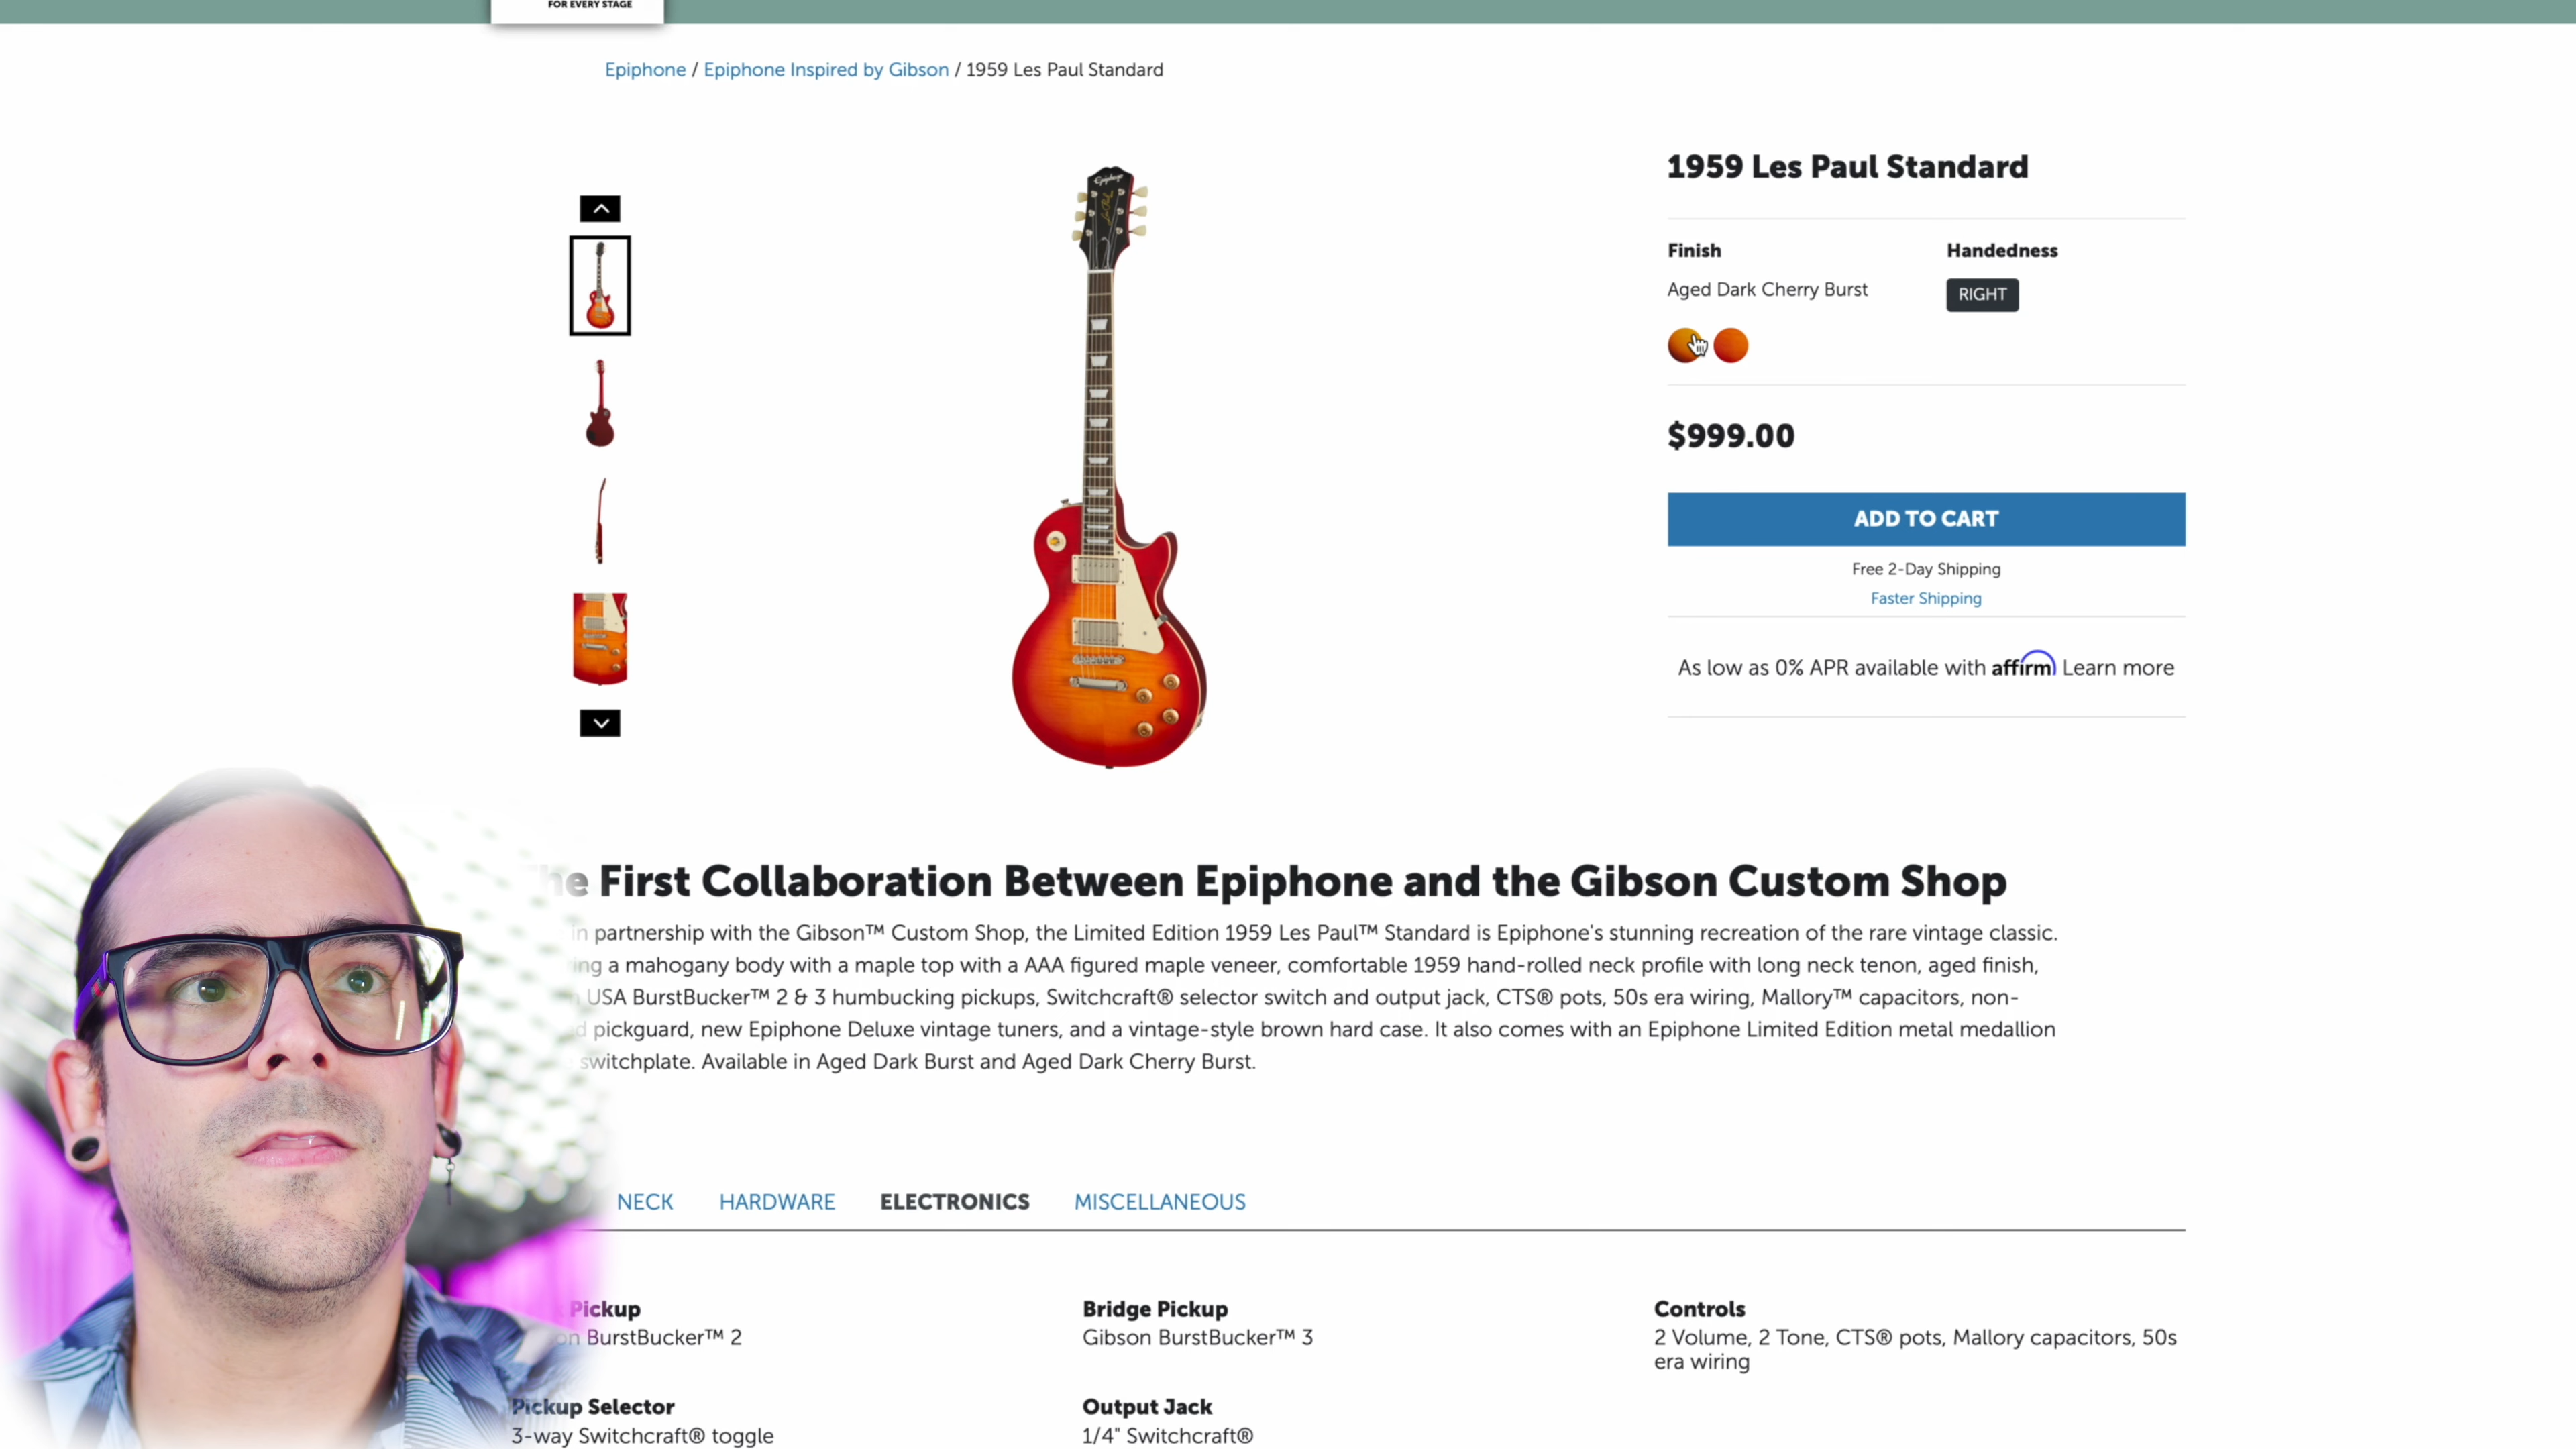 FOR EVERY STAGE
Epiphone / Epiphone Inspired by Gibson / 1959 Les Paul Standard
1959 Les Paul Standard
Finish
Handedness
Aged Dark Cherry Burst
RIGHT
$999.00
ADD TO CART
Free 2-Day Shipping
Faster Shipping
As low as 0% APR available with affirm Learn more
Epiphone
Les Paul
First Collaboration Between Epiphone and the Gibson Custom Shop
in partnership with the Gibson™ Custom Shop, the Limited Edition 1959 Les Paul™ Standard is Epiphone's stunning recreation of the rare vintage classic.
a mahogany body with a maple top with a AAA figured maple veneer, comfortable 1959 hand-rolled neck profile with long neck tenon, aged finish,
USA BurstBucker™ 2 & 3 humbucking pickups, Switchcraft® selector switch and output jack, CTS® pots, 50s era wiring, Mallory™ capacitors, non-
pickguard, new Epiphone Deluxe vintage tuners, and a vintage-style brown hard case. It also comes with an Epiphone Limited Edition metal medallion
switchplate. Available in Aged Dark Burst and Aged Dark Cherry Burst.
NECK HARDWARE ELECTRONICS MISCELLANEOUS
Pickup
BurstBucker™ 2
Bridge Pickup
Gibson BurstBucker™ 3
Controls
2 Volume, 2 Tone, CTS® pots, Mallory capacitors, 50s
era wiring
Pickup Selector
3-way Switchcraft® toggle
Output Jack
1/4" Switchcraft®